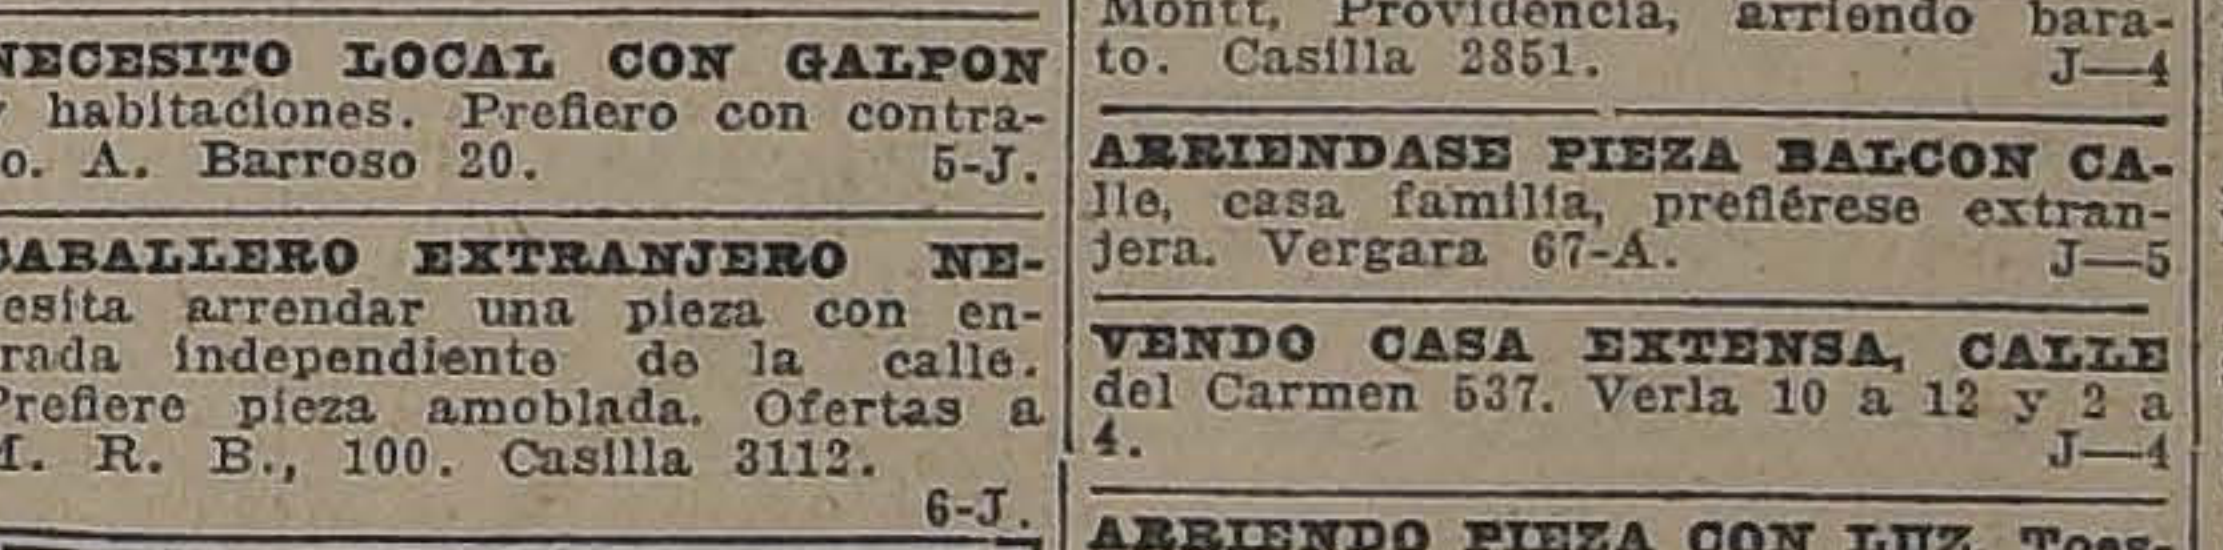 NECESITO LOCAL CON GALPON
y habitaciones. Prefiero con contra-
o. A. Barroso 20. 5-J.
CABALLERO EXTRANJERO NE-
esita arrendar una pieza con en-
rada independiente de la calle.
Prefiere pieza amoblada. Ofertas a
M. R. B., 100. Casilla 3112.
6-J.
Montt, Providencia, arriendo bara-
to. Casilla 2851. J—4
ARRIENDASE PIEZA BALCON CA-
lle, casa familia, prefiérese extran-
jera. Vergara 67-A. J—5
VENDO CASA EXTENSA, CALLE
del Carmen 537. Verla 10 a 12 y 2 a
4. J—4
ARRIENDO PIEZA CON LUZ, Toes-